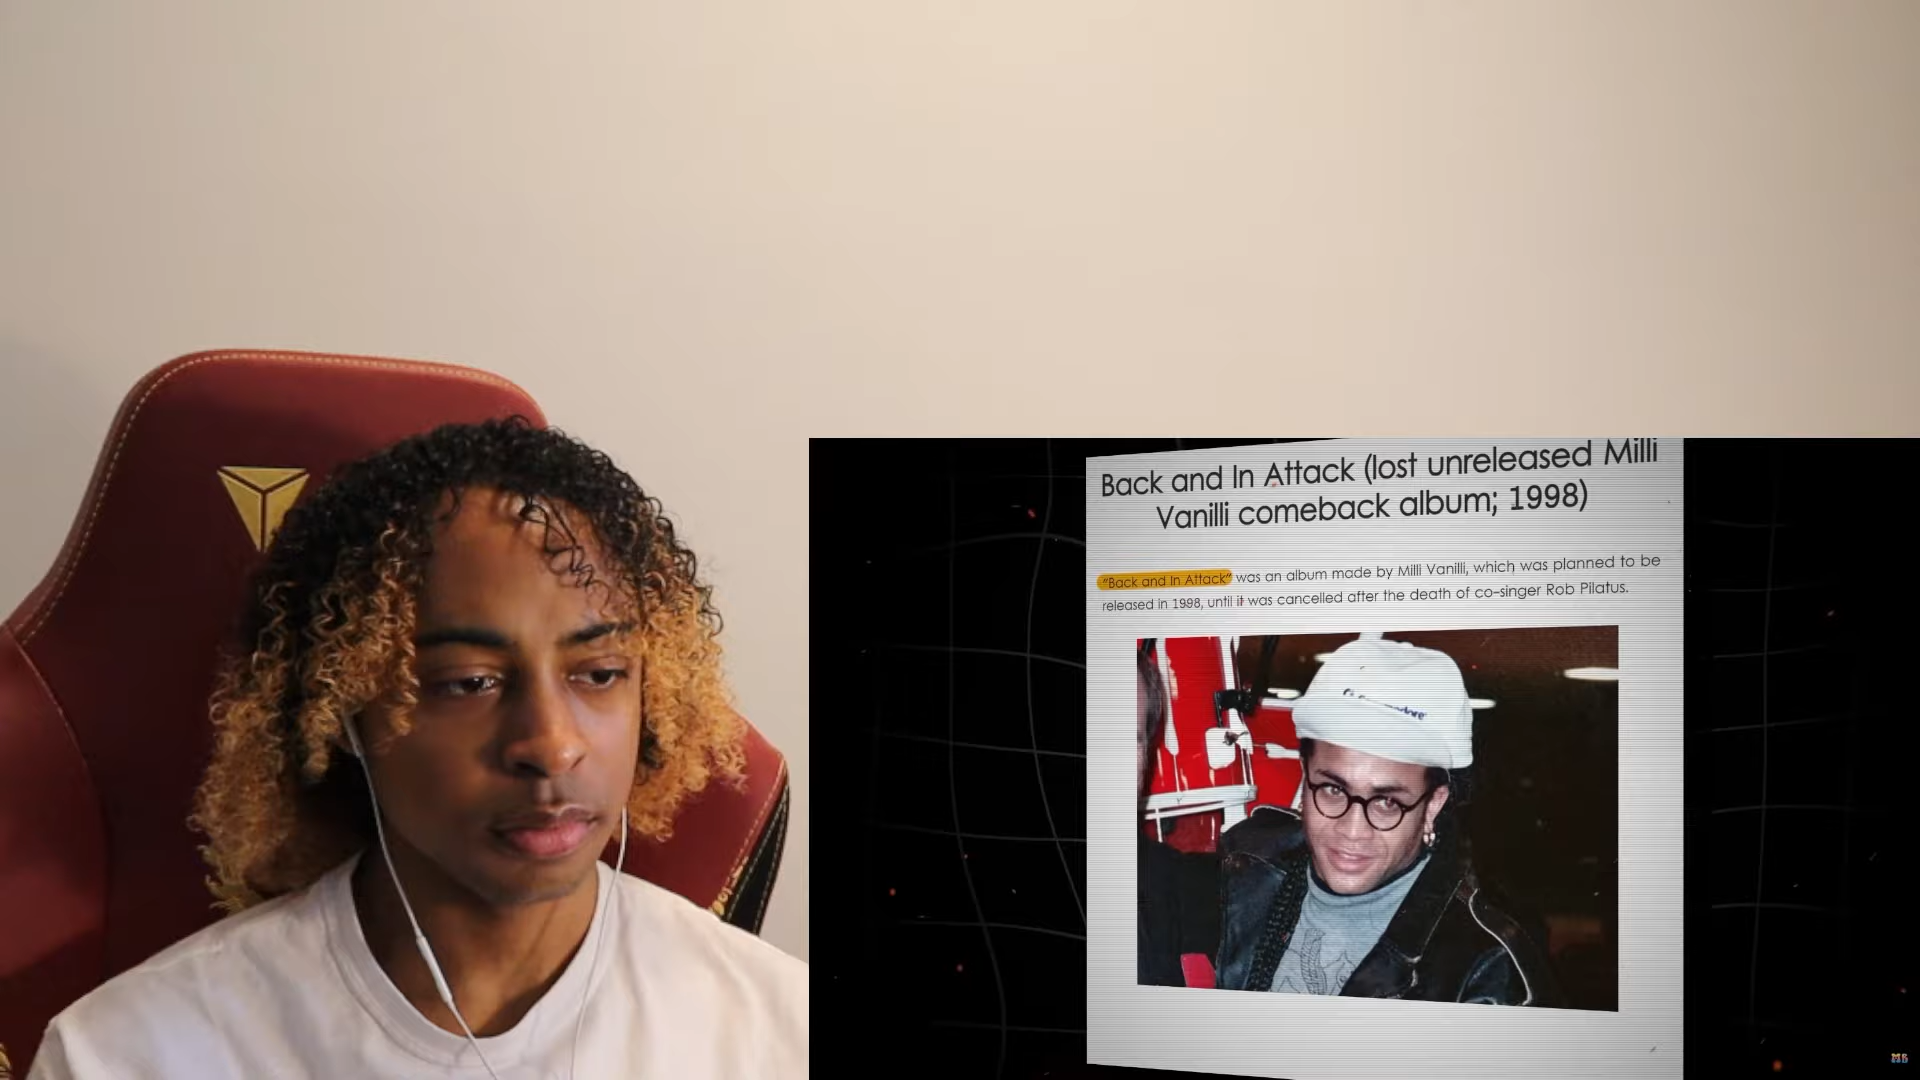 Back and In Attack (lost unreleased Milli
Vanilli comeback album; 1998)
"Back and In Attack" was an album made by Milli Vanilli, which was planned to be
released in 1998, until it was cancelled after the death of co-singer Rob Pilatus.
MB